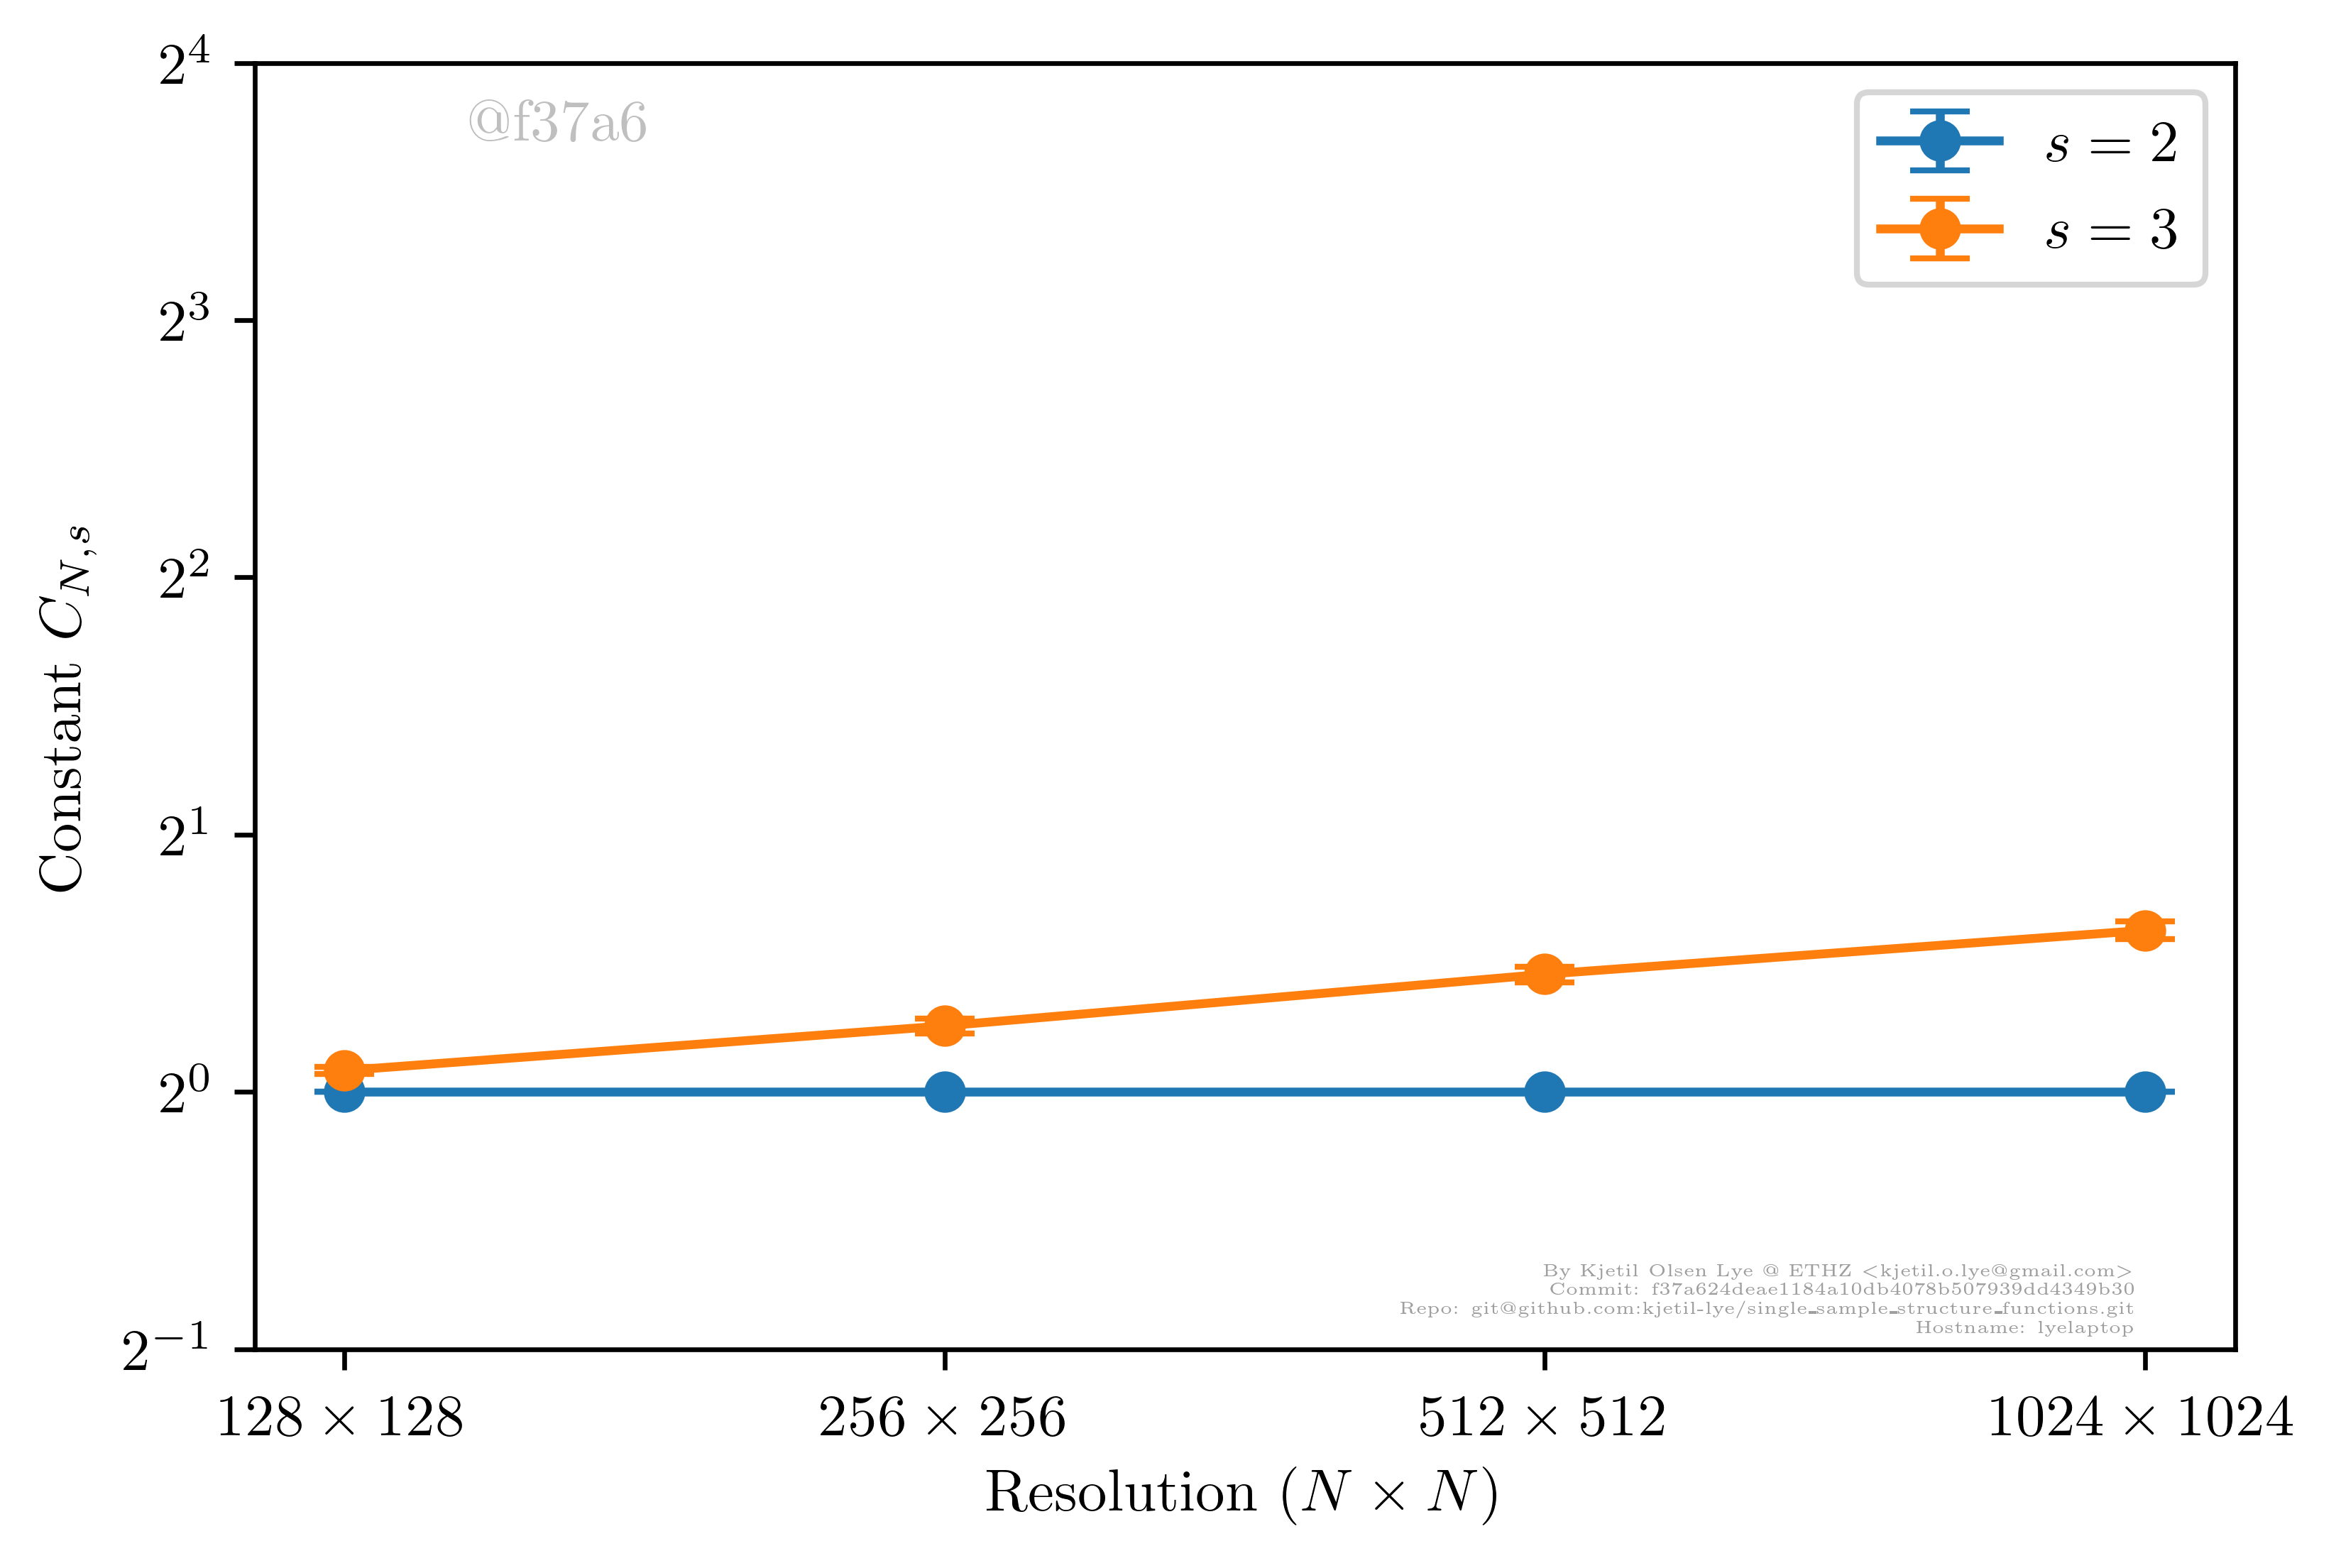 2^4
@f37a6
s = 2
s = 3
2^3
2^2
2^1
2^0
2^−1
Constant C_{N,s}
By Kjetil Olsen Lye @ ETHZ <kjetil.o.lye@gmail.com>
Commit: f37a624deae1184a10db4078b507939dd4349b30
Repo: git@github.com:kjetil-lye/single_sample_structure_functions.git
Hostname: lyelaptop
128 × 128
256 × 256
512 × 512
1024 × 1024
Resolution (N × N)